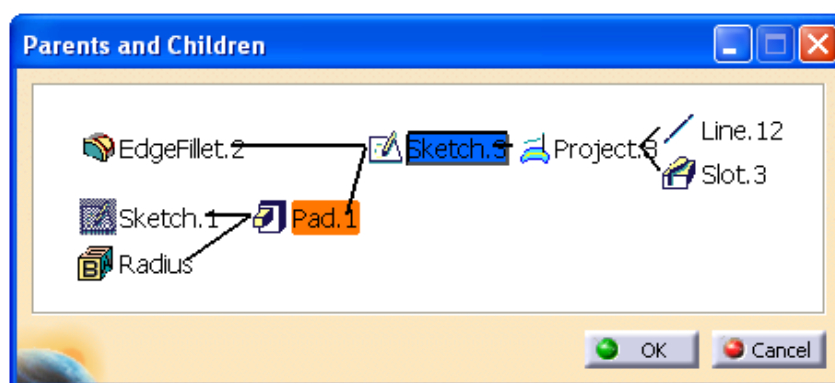 Parents and Children
EdgeFillet.2
Sketch.3
Project.3
Line.12
Slot.3
Sketch.1
Pad.1
B
Radius
OK
Cancel